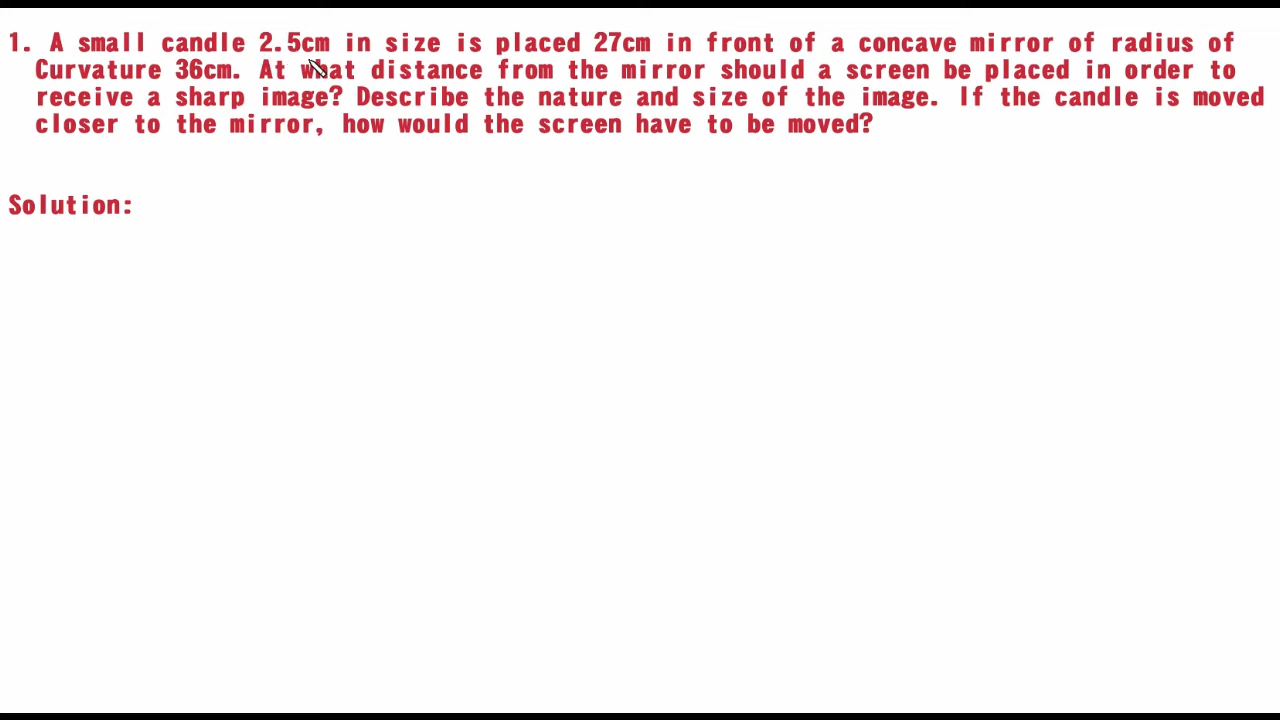 1. A small candle 2.5cm in size is placed 27cm in front of a concave mirror of radius of
Curvature 36cm. At what distance from the mirror should a screen be placed in order to
receive a sharp image? Describe the nature and size of the image. If the candle is moved
closer to the mirror, how would the screen have to be moved?
Solution: